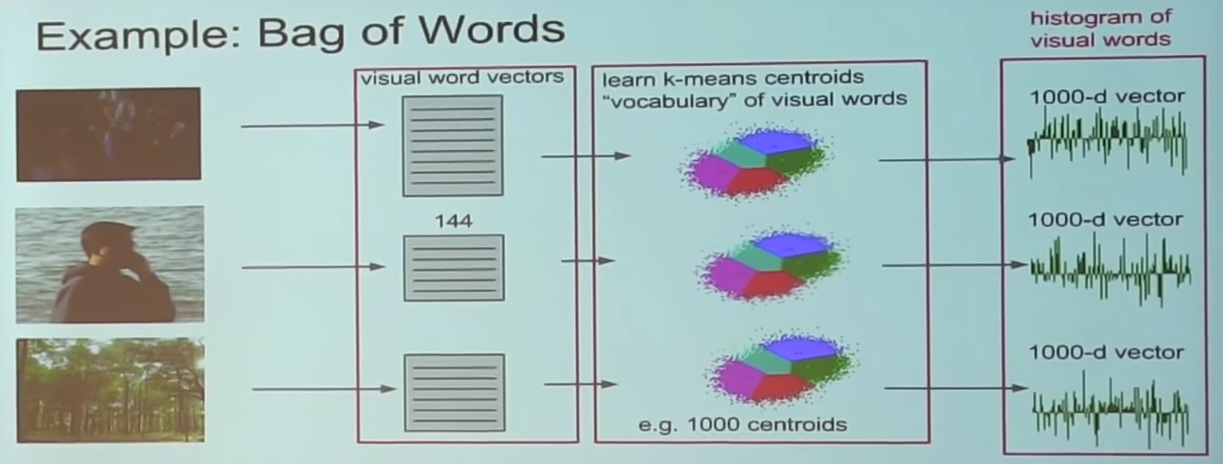 Example: Bag of Words
visual word vectors
144
learn k-means centroids
“vocabulary” of visual words
e.g. 1000 centroids
histogram of
visual words
1000-d vector
1000-d vector
1000-d vector